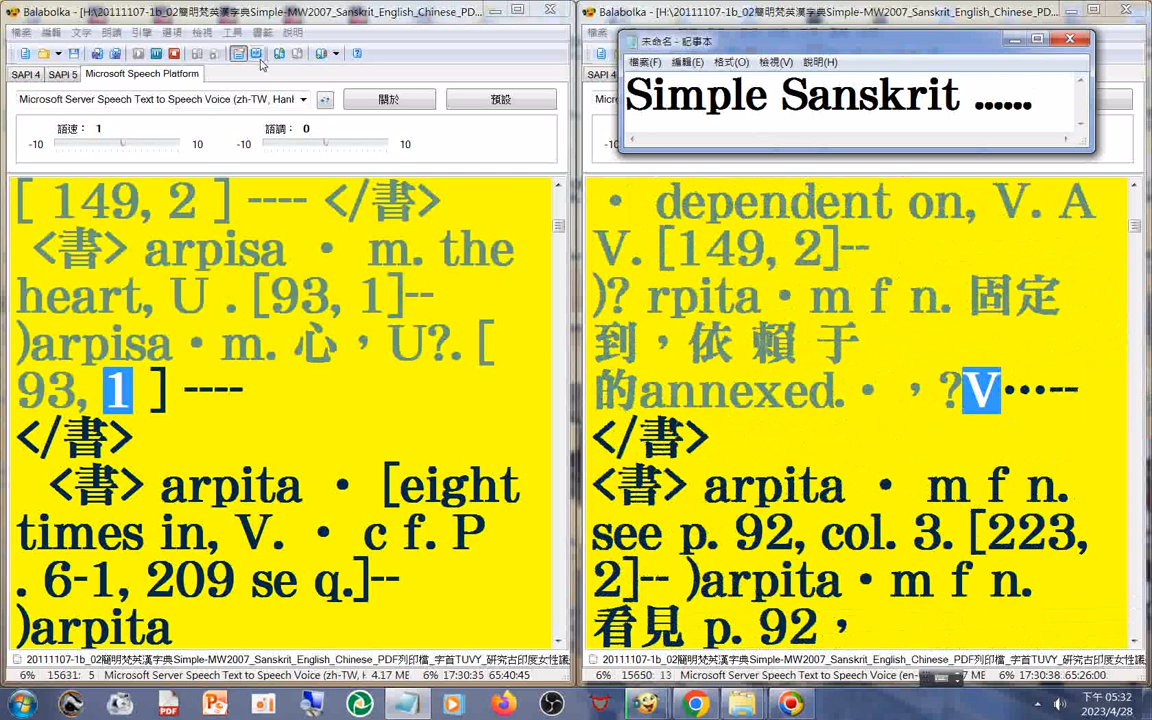 Balabolka - [H:\20111107-1b_02簡明梵英漢字典Simple-MW2007_Sanskrit_English_Chinese_PD...
檔案 編輯 文字 朗讀 引擎 選項 檢視 工具 書籤 說明
SAPI 4 SAPI 5 Microsoft Speech Platform
Microsoft Server Speech Text to Speech Voice (zh-TW, HanH
關於 預設
語速： 1 語調： 0
-10 10 -10 10
[ 149, 2 ] ---- </書>
<書> arpisa • m. the
heart, U . [93, 1]--
)arpisa • m. 心，U?. [
93, 1 ] ----
</書>
<書> arpita • [eight
times in, V. • c f. P
. 6-1, 209 se q.]--
)arpita
20111107-1b_02簡明梵英漢字典Simple-MW2007_Sanskrit_English_Chinese_PDF列印檔_字首TUVY_研究古印度女性議
6% 15631: 5 Microsoft Server Speech Text to Speech Voice (zh-TW, H 4.17 ME 6% 17:30:35 65:40:45
Balabolka - [H:\20111107-1b_02簡明梵英漢字典Simple-MW2007_Sanskrit_English_Chinese_PD...
檔案
SAPI 4
Micro
未命名 - 記事本
檔案(F) 編輯(E) 格式(O) 檢視(V) 說明(H)
Simple Sanskrit ......
-10 10 -10 10
• dependent on, V. A
V. [149, 2]--
)? rpita • m f n. 固定
到，依 賴 于
的annexed. • ，?V…--
</書>
<書> arpita • m f n.
see p. 92, col. 3. [223,
2]-- )arpita • m f n.
看見 p. 92，
20111107-1b_02簡明梵英漢字典Simple-MW2007_Sanskrit_English_Chinese_PDF列印檔_字首TUVY_研究古印度女性議
6% 15650: 13 Microsoft Server Speech Text to Speech Voice (zh-TW, 6% 17:30:38 65:26:00
下午 05:32
2023/4/28